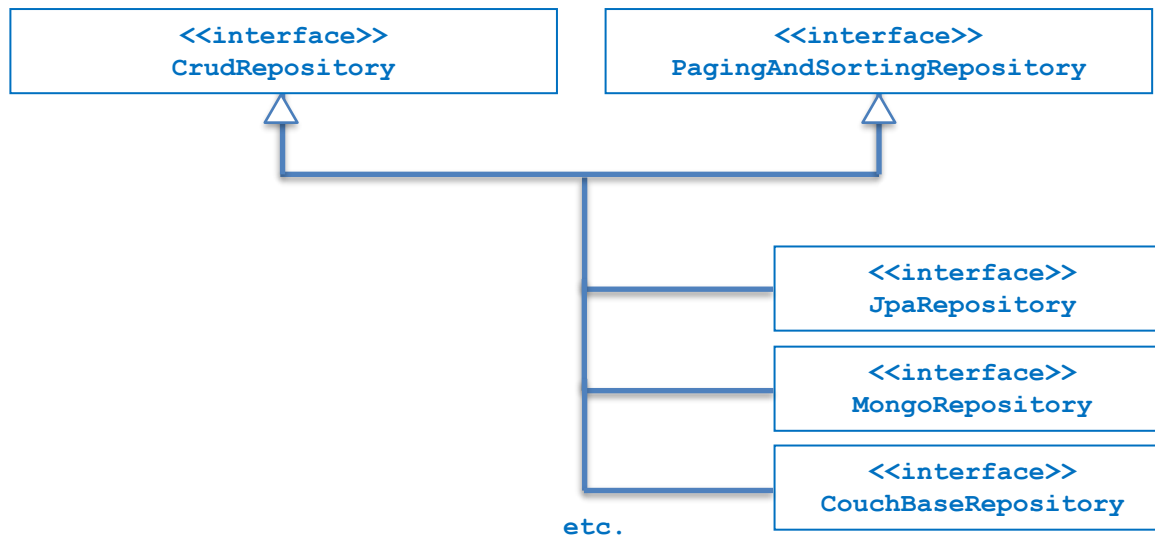 <<interface>>
CrudRepository
<<interface>>
PagingAndSortingRepository
<<interface>>
JpaRepository
<<interface>>
MongoRepository
<<interface>>
CouchBaseRepository
etc.